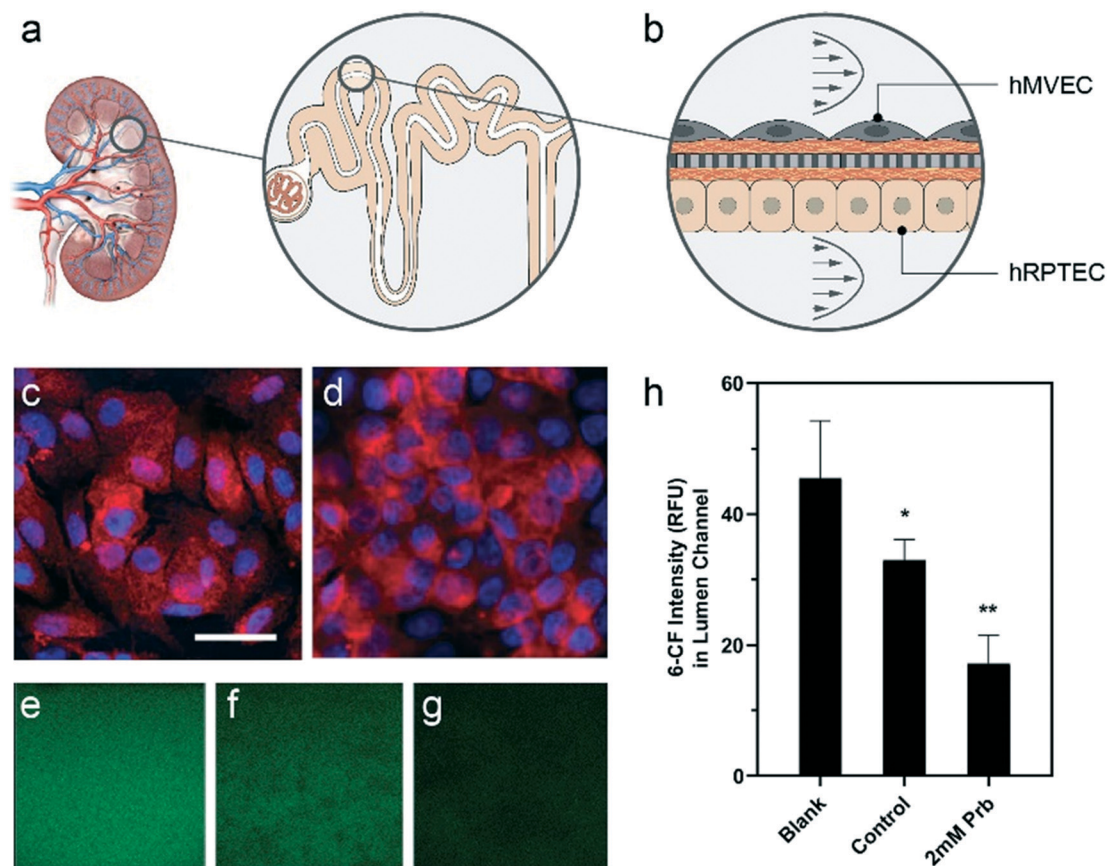 a
b
hMVEC
hRPTEC
c
d
e
f
g
h
60
40
20
0
6-CF Intensity (RFU)
in Lumen Channel
*
**
Blank
Control
2mM Prb